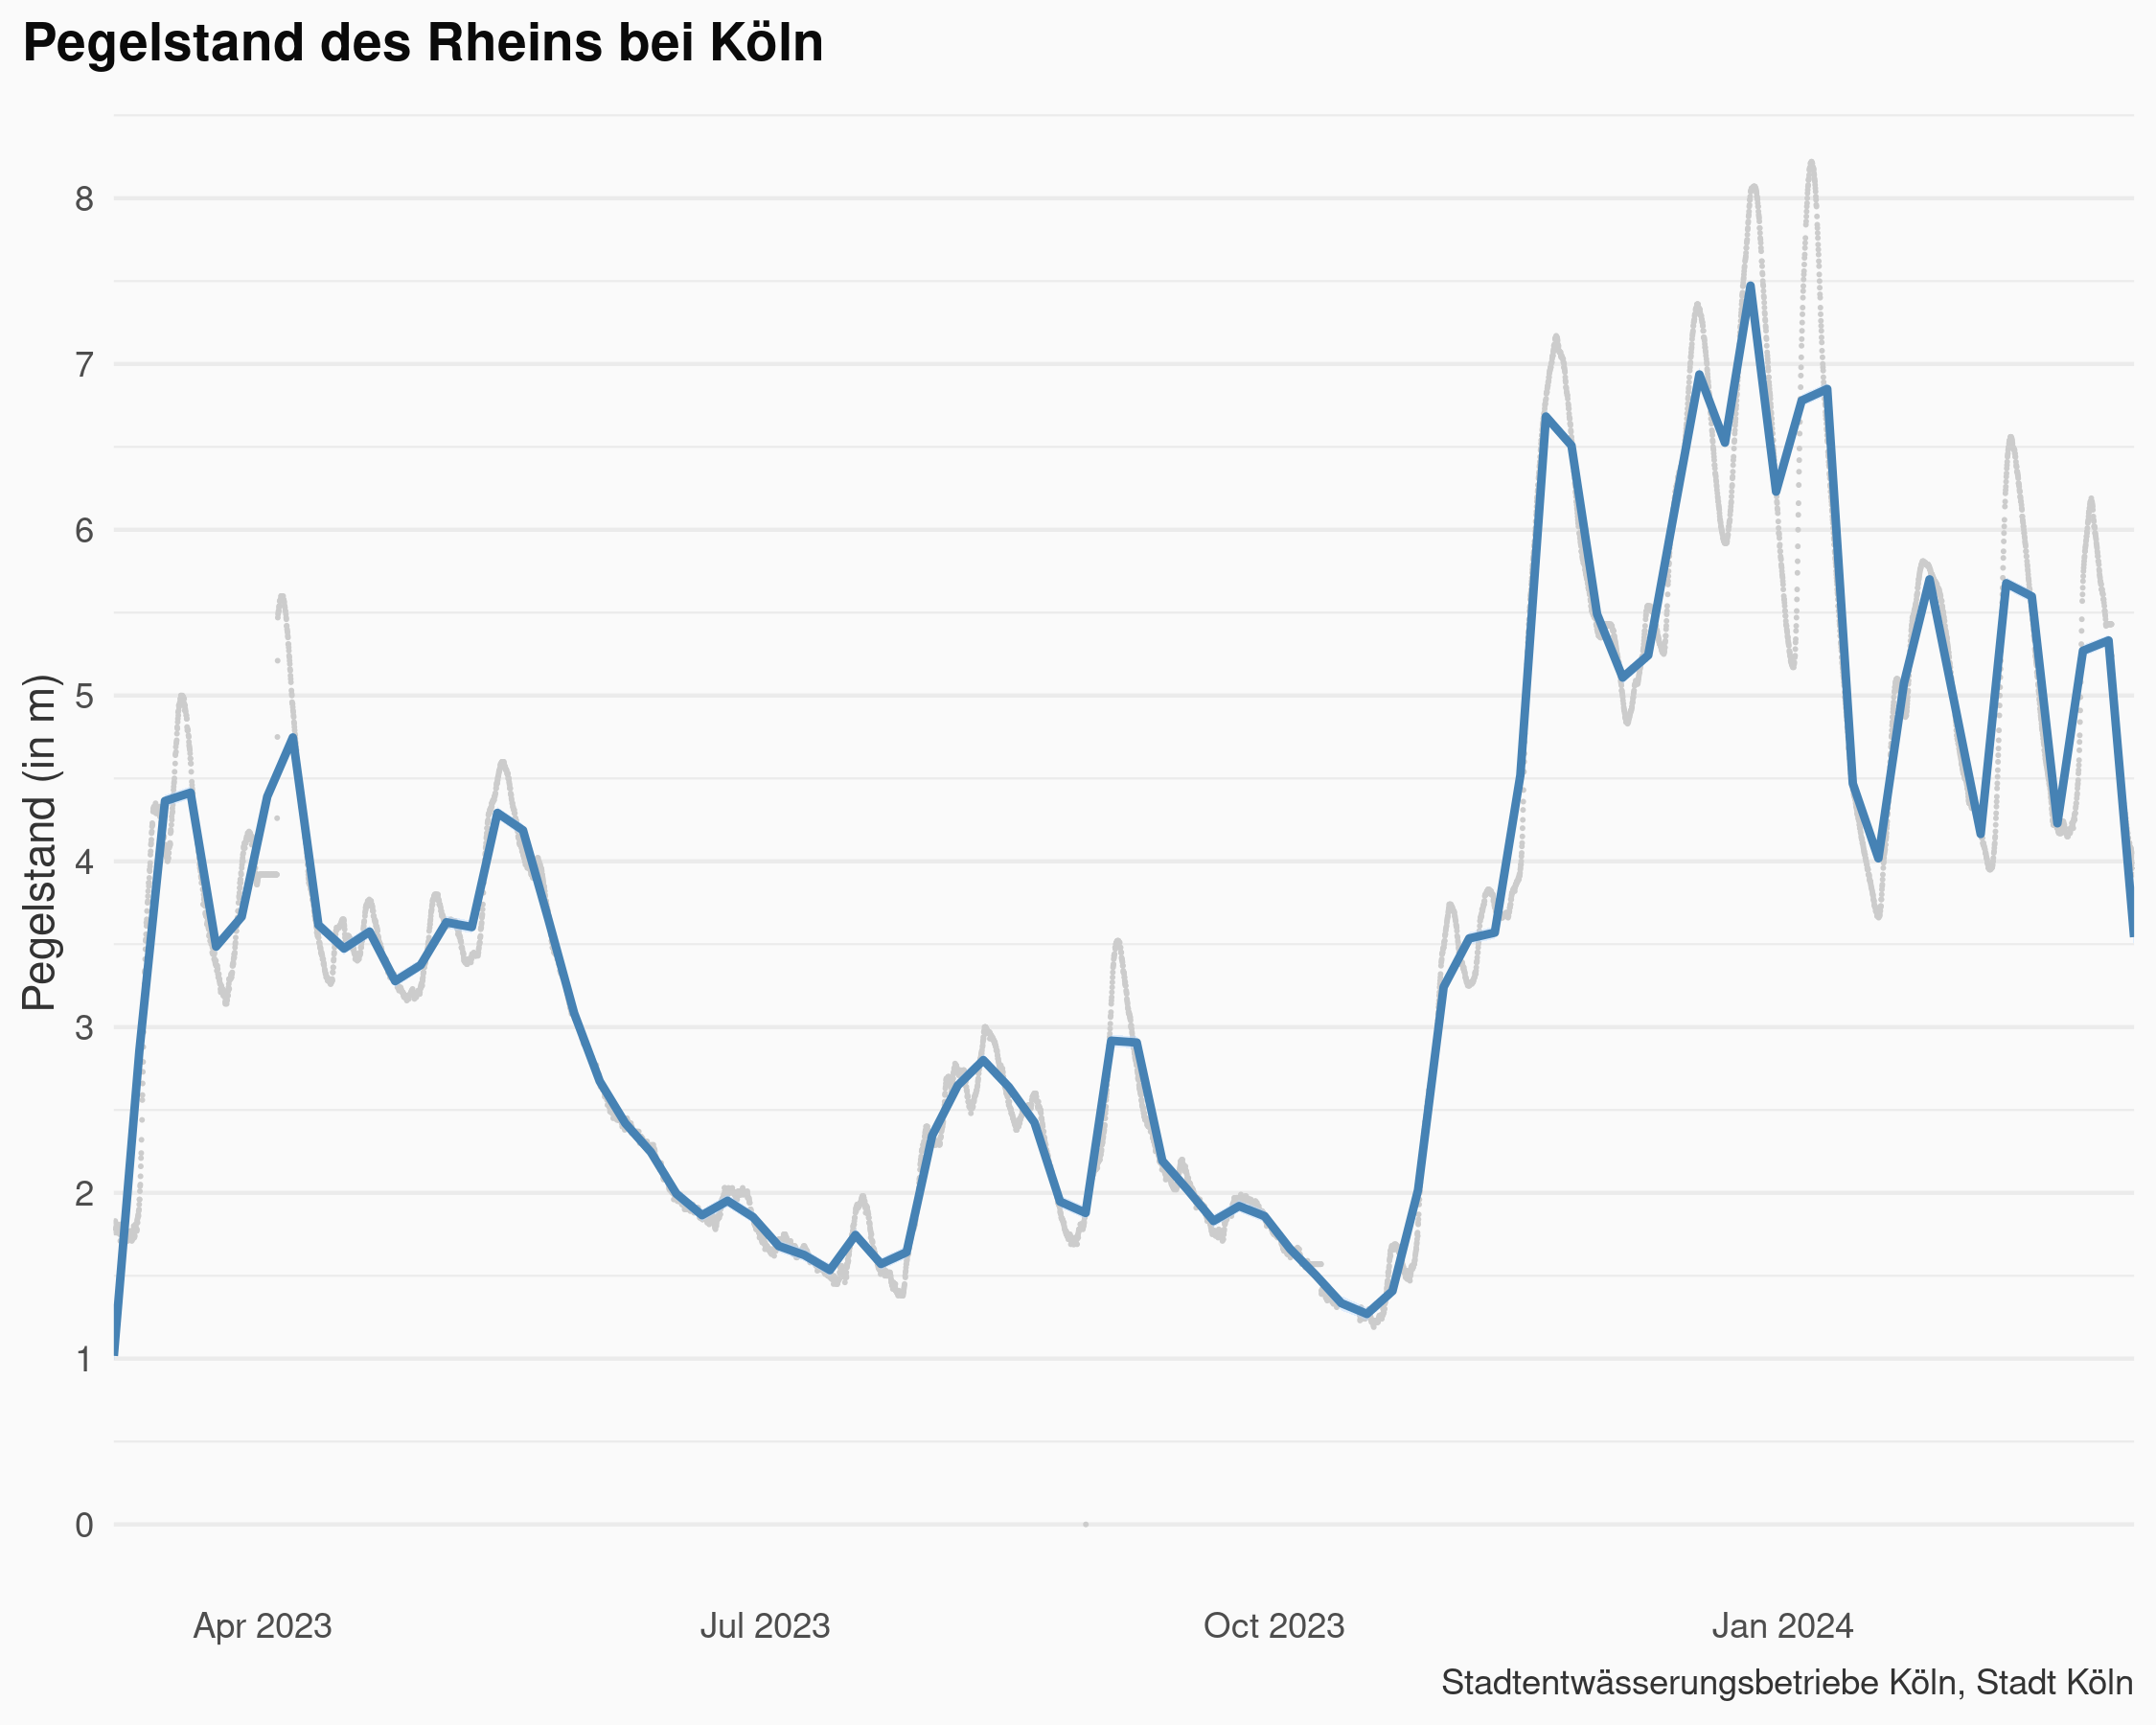 Pegelstand des Rheins bei Köln
Pegelstand (in m)
8
7
6
5
4
3
2
1
0
Apr 2023
Jul 2023
Oct 2023
Jan 2024
Stadtentwässerungsbetriebe Köln, Stadt Köln